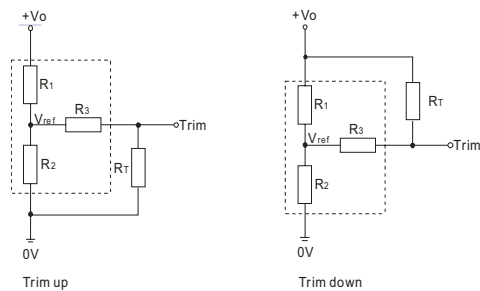 +Vo
R1
Vref
R3
Trim
R2
RT
0V
Trim up
+Vo
R1
RT
Vref
R3
Trim
R2
0V
Trim down